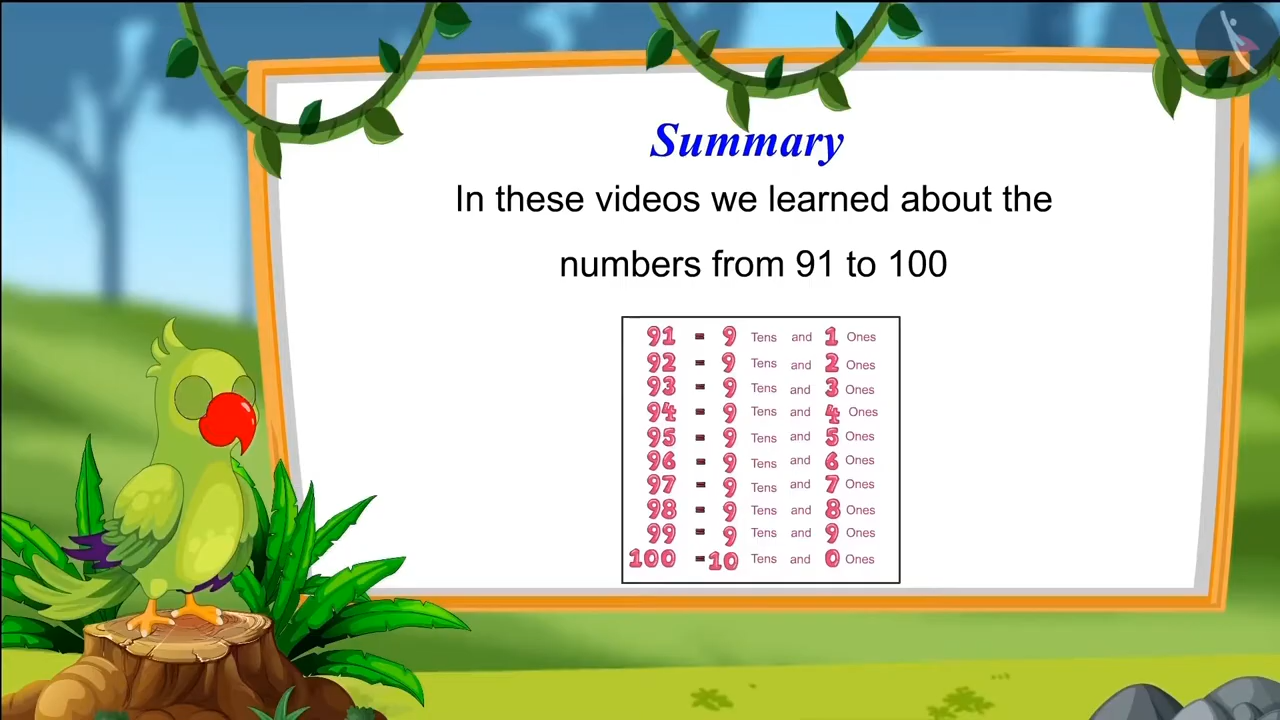 Summary
In these videos we learned about the
numbers from 91 to 100
91 = 9 Tens and 1 Ones
92 = 9 Tens and 2 Ones
93 = 9 Tens and 3 Ones
94 = 9 Tens and 4 Ones
95 = 9 Tens and 5 Ones
96 = 9 Tens and 6 Ones
97 = 9 Tens and 7 Ones
98 = 9 Tens and 8 Ones
99 = 9 Tens and 9 Ones
100 = 10 Tens and 0 Ones